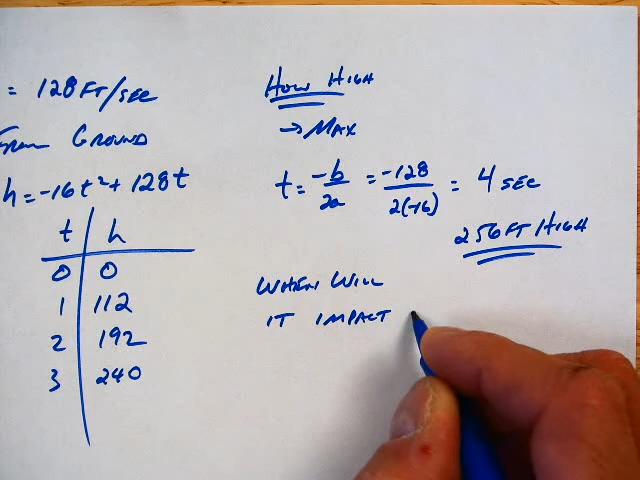 = 128 FT/SEC
FROM GROUND
h = -16t² + 128t
t h
0 0
1 112
2 192
3 240
HOW HIGH
→ MAX
t = -b/2a = -128/2(-16) = 4 SEC
256 FT HIGH
WHEN WILL
IT IMPACT